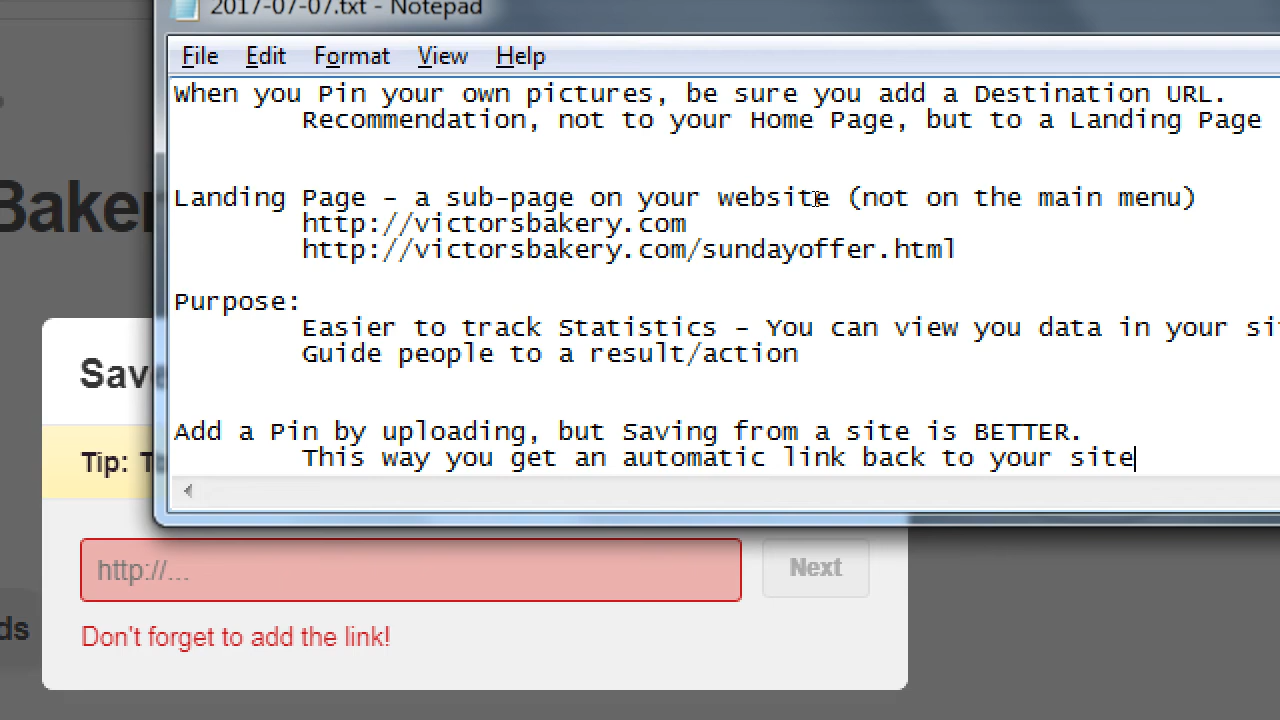 2017-07-07.txt - Notepad
File Edit Format View Help
When you Pin your own pictures, be sure you add a Destination URL.
Recommendation, not to your Home Page, but to a Landing Page
Landing Page - a sub-page on your website (not on the main menu)
http://victorsbakery.com
http://victorsbakery.com/sundayoffer.html
Purpose:
Easier to track Statistics - You can view you data in your
Guide people to a result/action
Add a Pin by uploading, but Saving from a site is BETTER.
This way you get an automatic link back to your site
Tip:
http://...
Next
Don't forget to add the link!